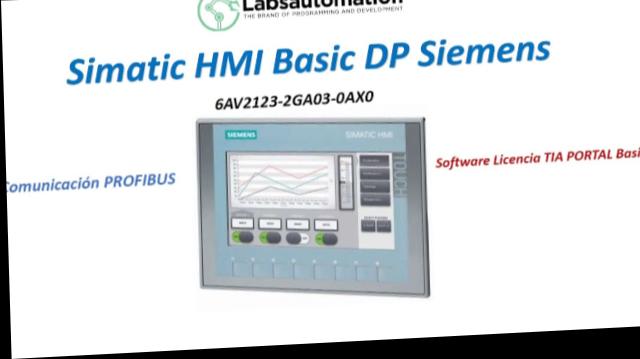 Labsautomation
THE BRAND OF PROGRAMMING AND DEVELOPMENT
Simatic HMI Basic DP Siemens
6AV2123-2GA03-0AX0
SIEMENS
SIMATIC HMI
TOUCH
Comunicación PROFIBUS
Software Licencia TIA PORTAL Basi